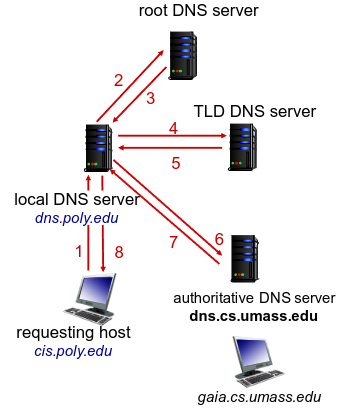 root DNS server
2
3
TLD DNS server
4
5
local DNS server
dns.poly.edu
1
8
7
6
authoritative DNS server
dns.cs.umass.edu
requesting host
cis.poly.edu
gaia.cs.umass.edu